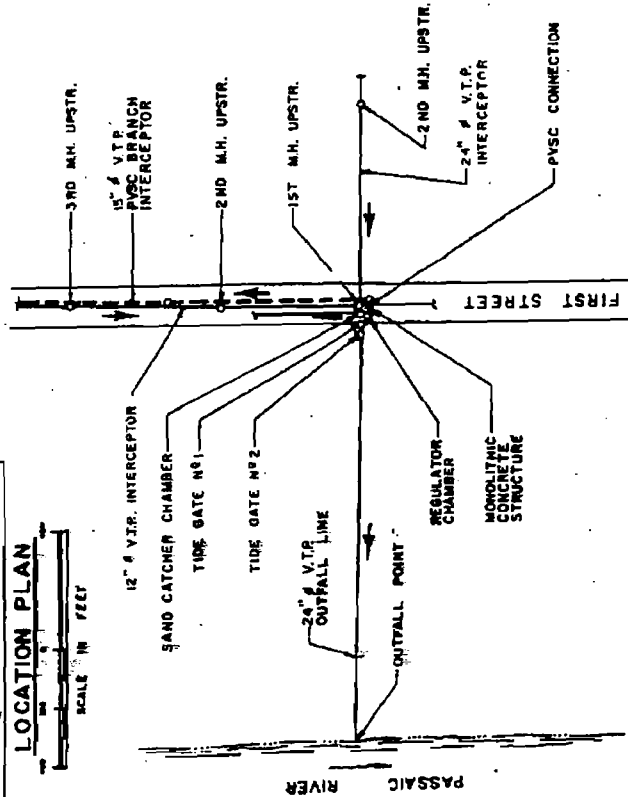 LOCATION PLAN
SCALE IN FEET
3RD M.H. UPSTR.
15" ø V.T.P.
PVSC BRANCH
INTERCEPTOR
2ND M.H. UPSTR.
1ST M.H. UPSTR.
2ND M.H. UPSTR.
24" ø V.T.P.
INTERCEPTOR
PVSC CONNECTION
FIRST STREET
12" ø V.T.P. INTERCEPTOR
SAND CATCHER CHAMBER
TIDE GATE Nº1
TIDE GATE Nº2
24" ø V.T.P.
OUTFALL LINE
OUTFALL POINT
REGULATOR
CHAMBER
MONOLITHIC
CONCRETE
STRUCTURE
PASSAIC
RIVER